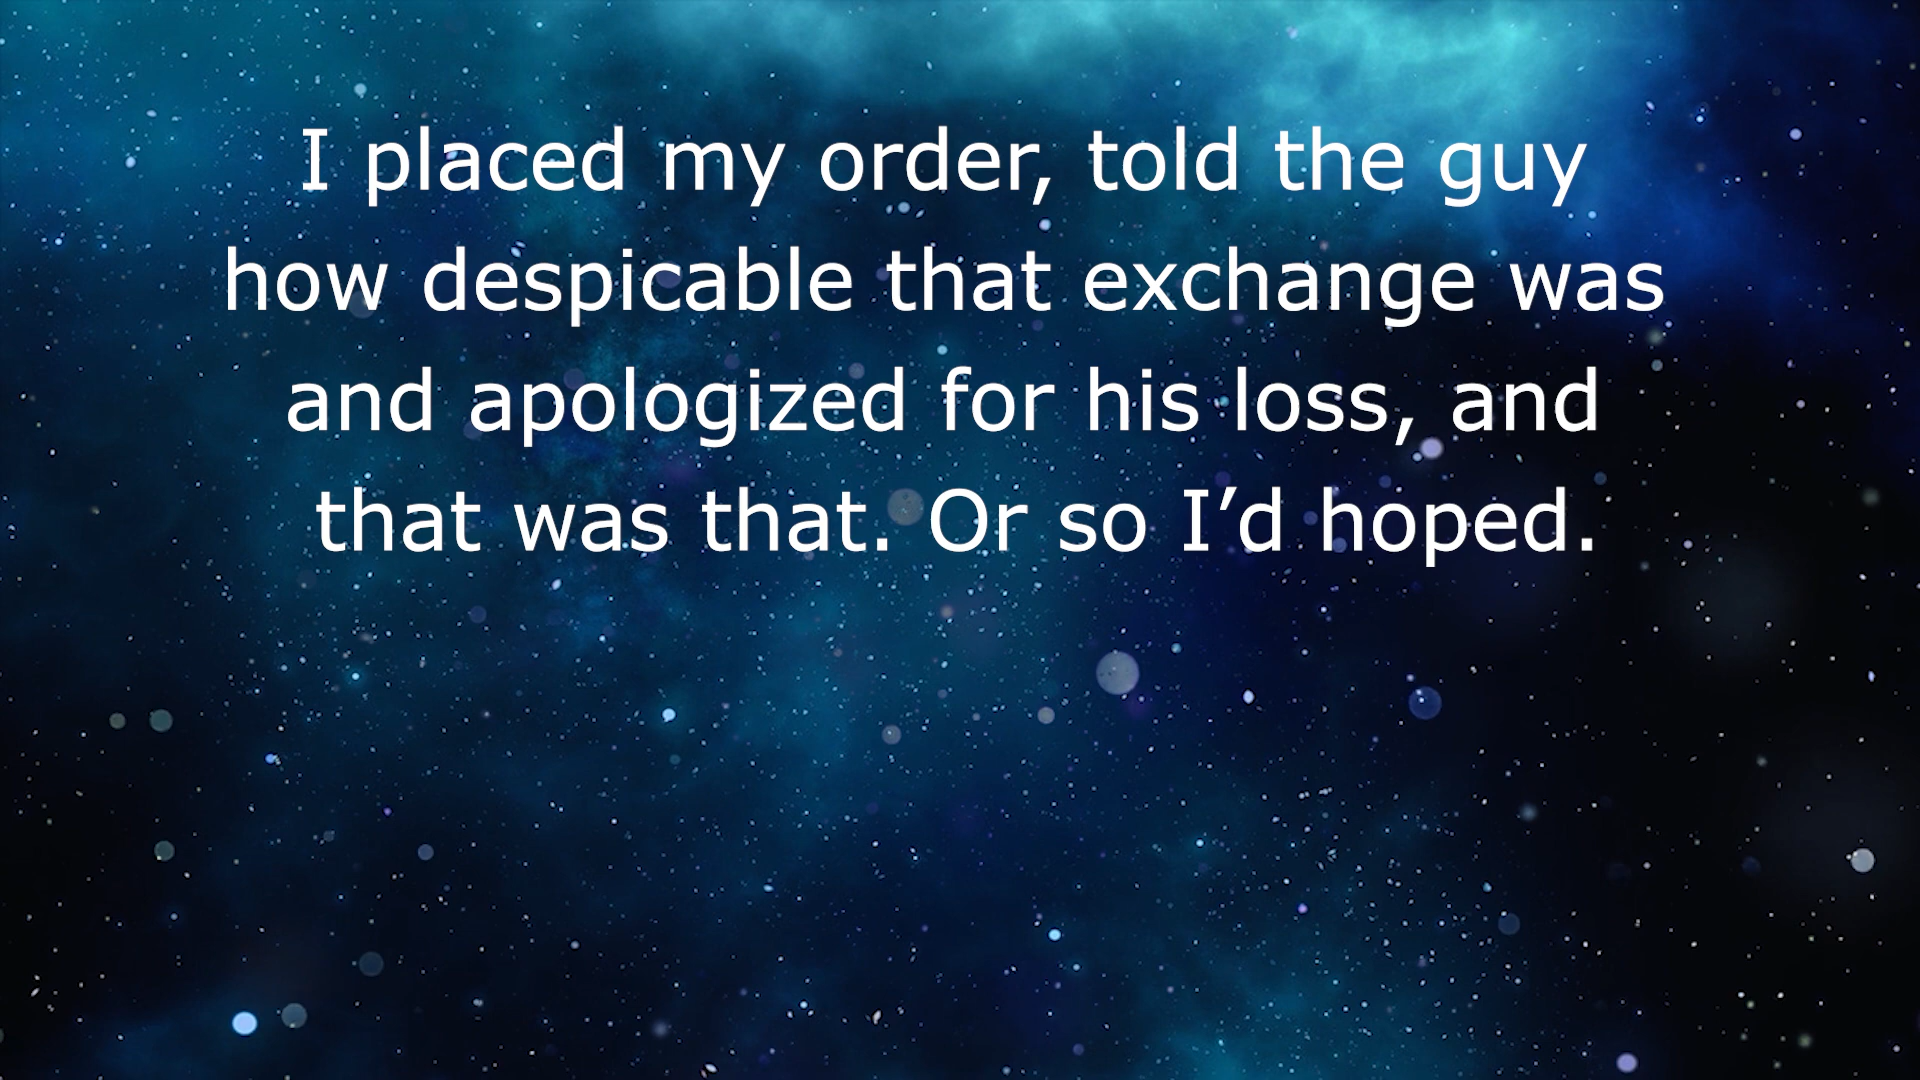 I placed my order, told the guy
how despicable that exchange was
and apologized for his loss, and
that was that. Or so I’d hoped.